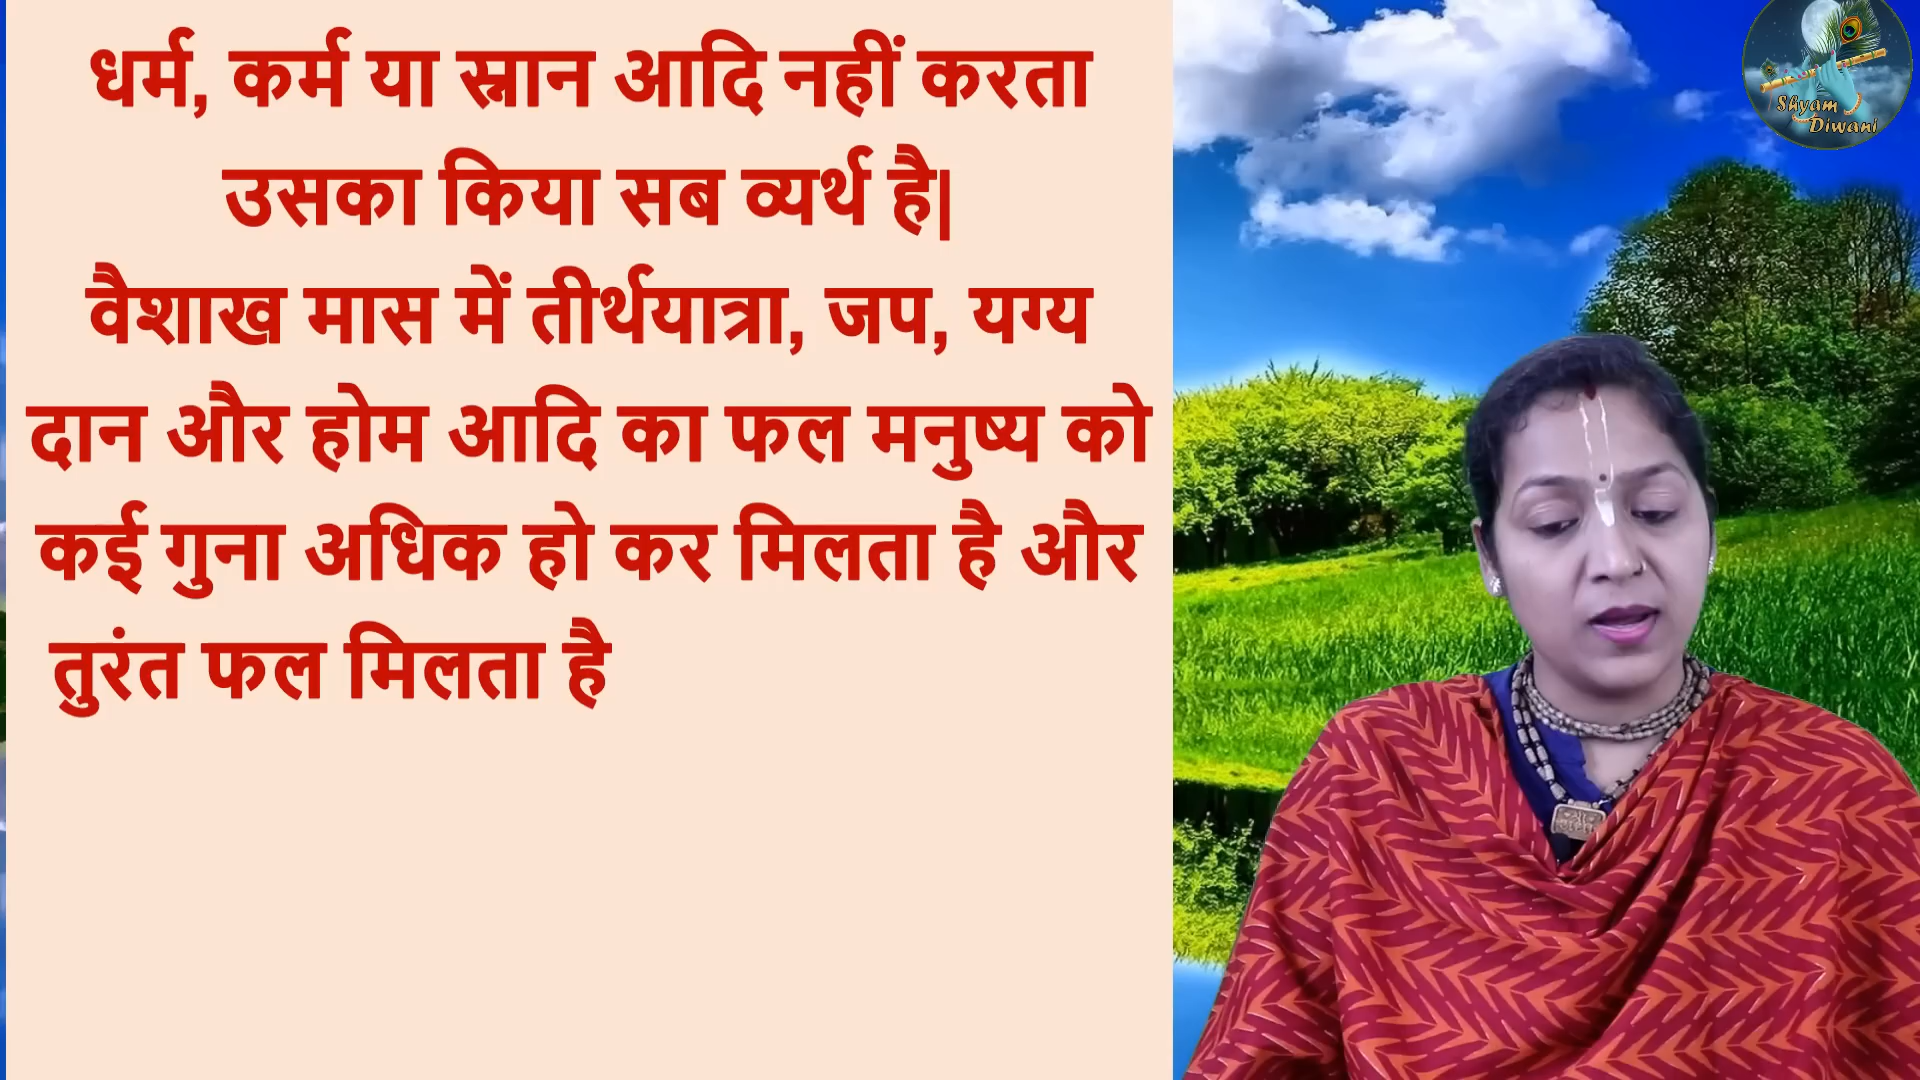 धर्म, कर्म या स्नान आदि नहीं करता
उसका किया सब व्यर्थ है|
वैशाख मास में तीर्थयात्रा, जप, यग्य
दान और होम आदि का फल मनुष्य को
कई गुना अधिक हो कर मिलता है और
तुरंत फल मिलता है
Shyam
Diwani